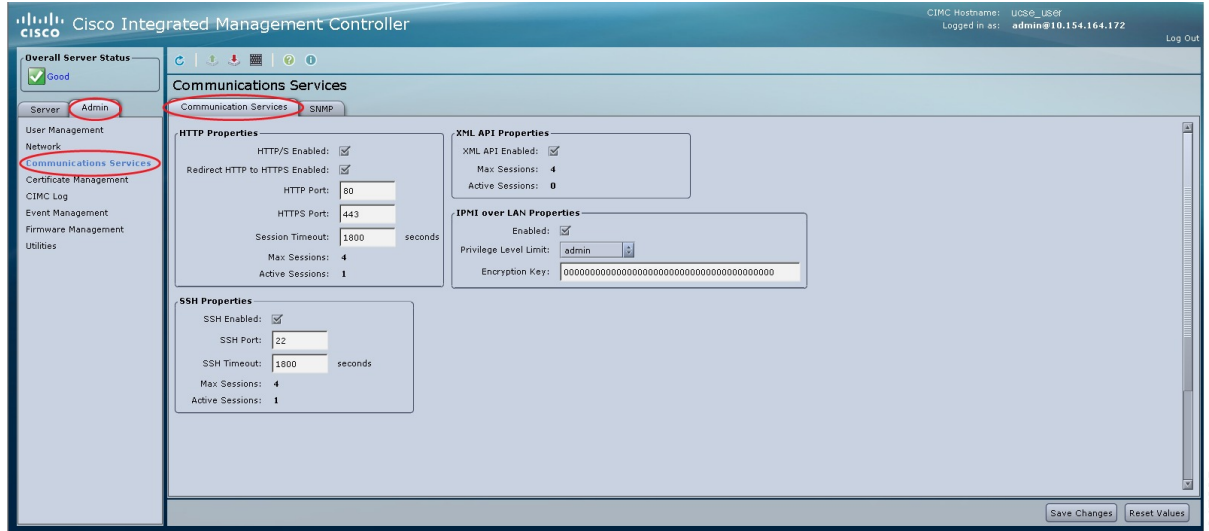 CISCO Cisco Integrated Management Controller
CIMC Hostname: ucse_user
Logged in as: admin@10.154.164.172
Log Out
Overall Server Status
Good
Server Admin
User Management
Network
Communications Services
Certificate Management
CIMC Log
Event Management
Firmware Management
Utilities
Communications Services
Communication Services SNMP
HTTP Properties
HTTP/S Enabled:
Redirect HTTP to HTTPS Enabled:
HTTP Port: 80
HTTPS Port: 443
Session Timeout: 1800 seconds
Max Sessions: 4
Active Sessions: 1
XML API Properties
XML API Enabled:
Max Sessions: 4
Active Sessions: 0
IPMI over LAN Properties
Enabled:
Privilege Level Limit: admin
Encryption Key: 0000000000000000000000000000000000000000
SSH Properties
SSH Enabled:
SSH Port: 22
SSH Timeout: 1800 seconds
Max Sessions: 4
Active Sessions: 1
Save Changes Reset Values